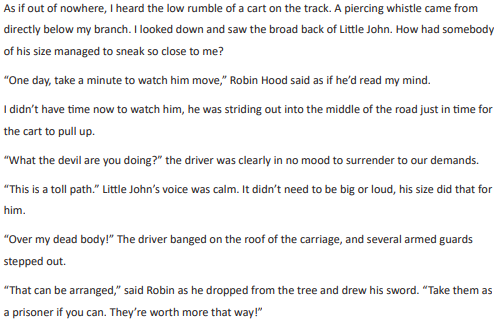 As if out of nowhere, I heard the low rumble of a cart on the track. A piercing whistle came from
directly below my branch. I looked down and saw the broad back of Little John. How had somebody
of his size managed to sneak so close to me?
“One day, take a minute to watch him move,” Robin Hood said as if he’d read my mind.
I didn’t have time now to watch him, he was striding out into the middle of the road just in time for
the cart to pull up.
“What the devil are you doing?” the driver was clearly in no mood to surrender to our demands.
“This is a toll path.” Little John’s voice was calm. It didn’t need to be big or loud, his size did that for
him.
“Over my dead body!” The driver banged on the roof of the carriage, and several armed guards
stepped out.
“That can be arranged,” said Robin as he dropped from the tree and drew his sword. “Take them as
a prisoner if you can. They’re worth more that way!”